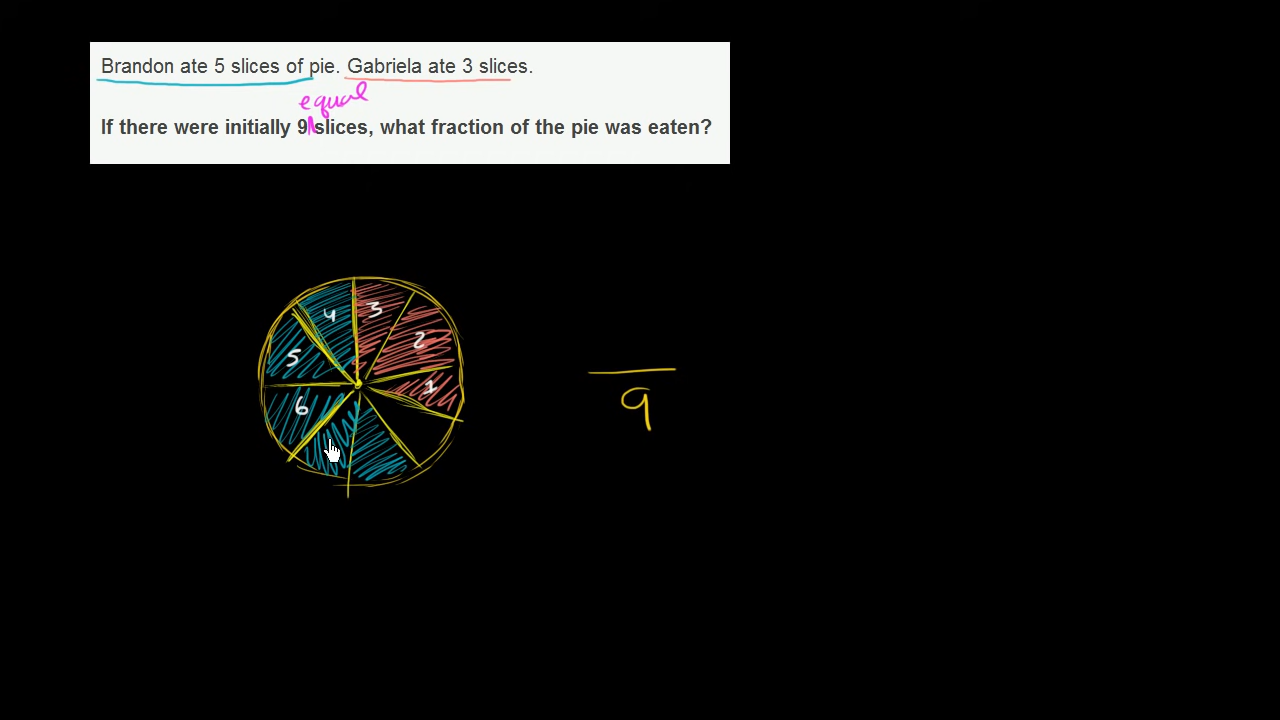 Brandon ate 5 slices of pie. Gabriela ate 3 slices.
equal
If there were initially 9 slices, what fraction of the pie was eaten?
4 3
5 2
6 1
9